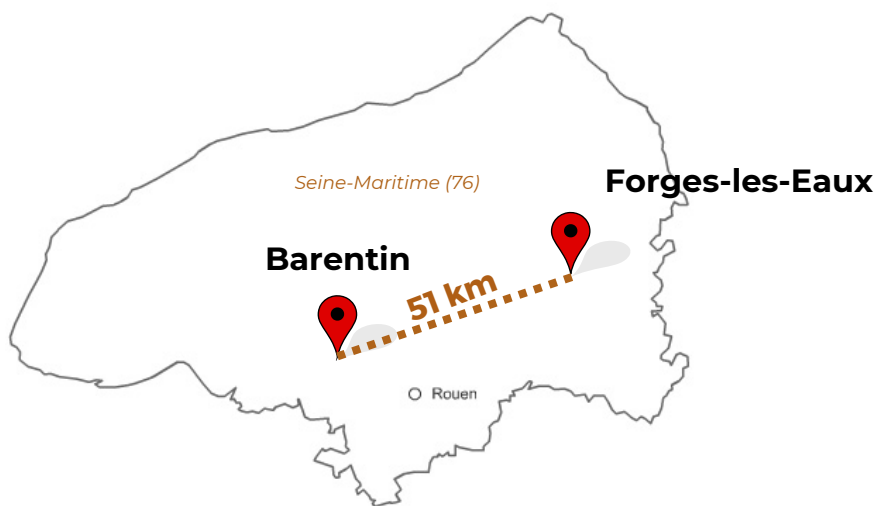 Seine-Maritime (76)
Forges-les-Eaux
Barentin
51 km
Rouen